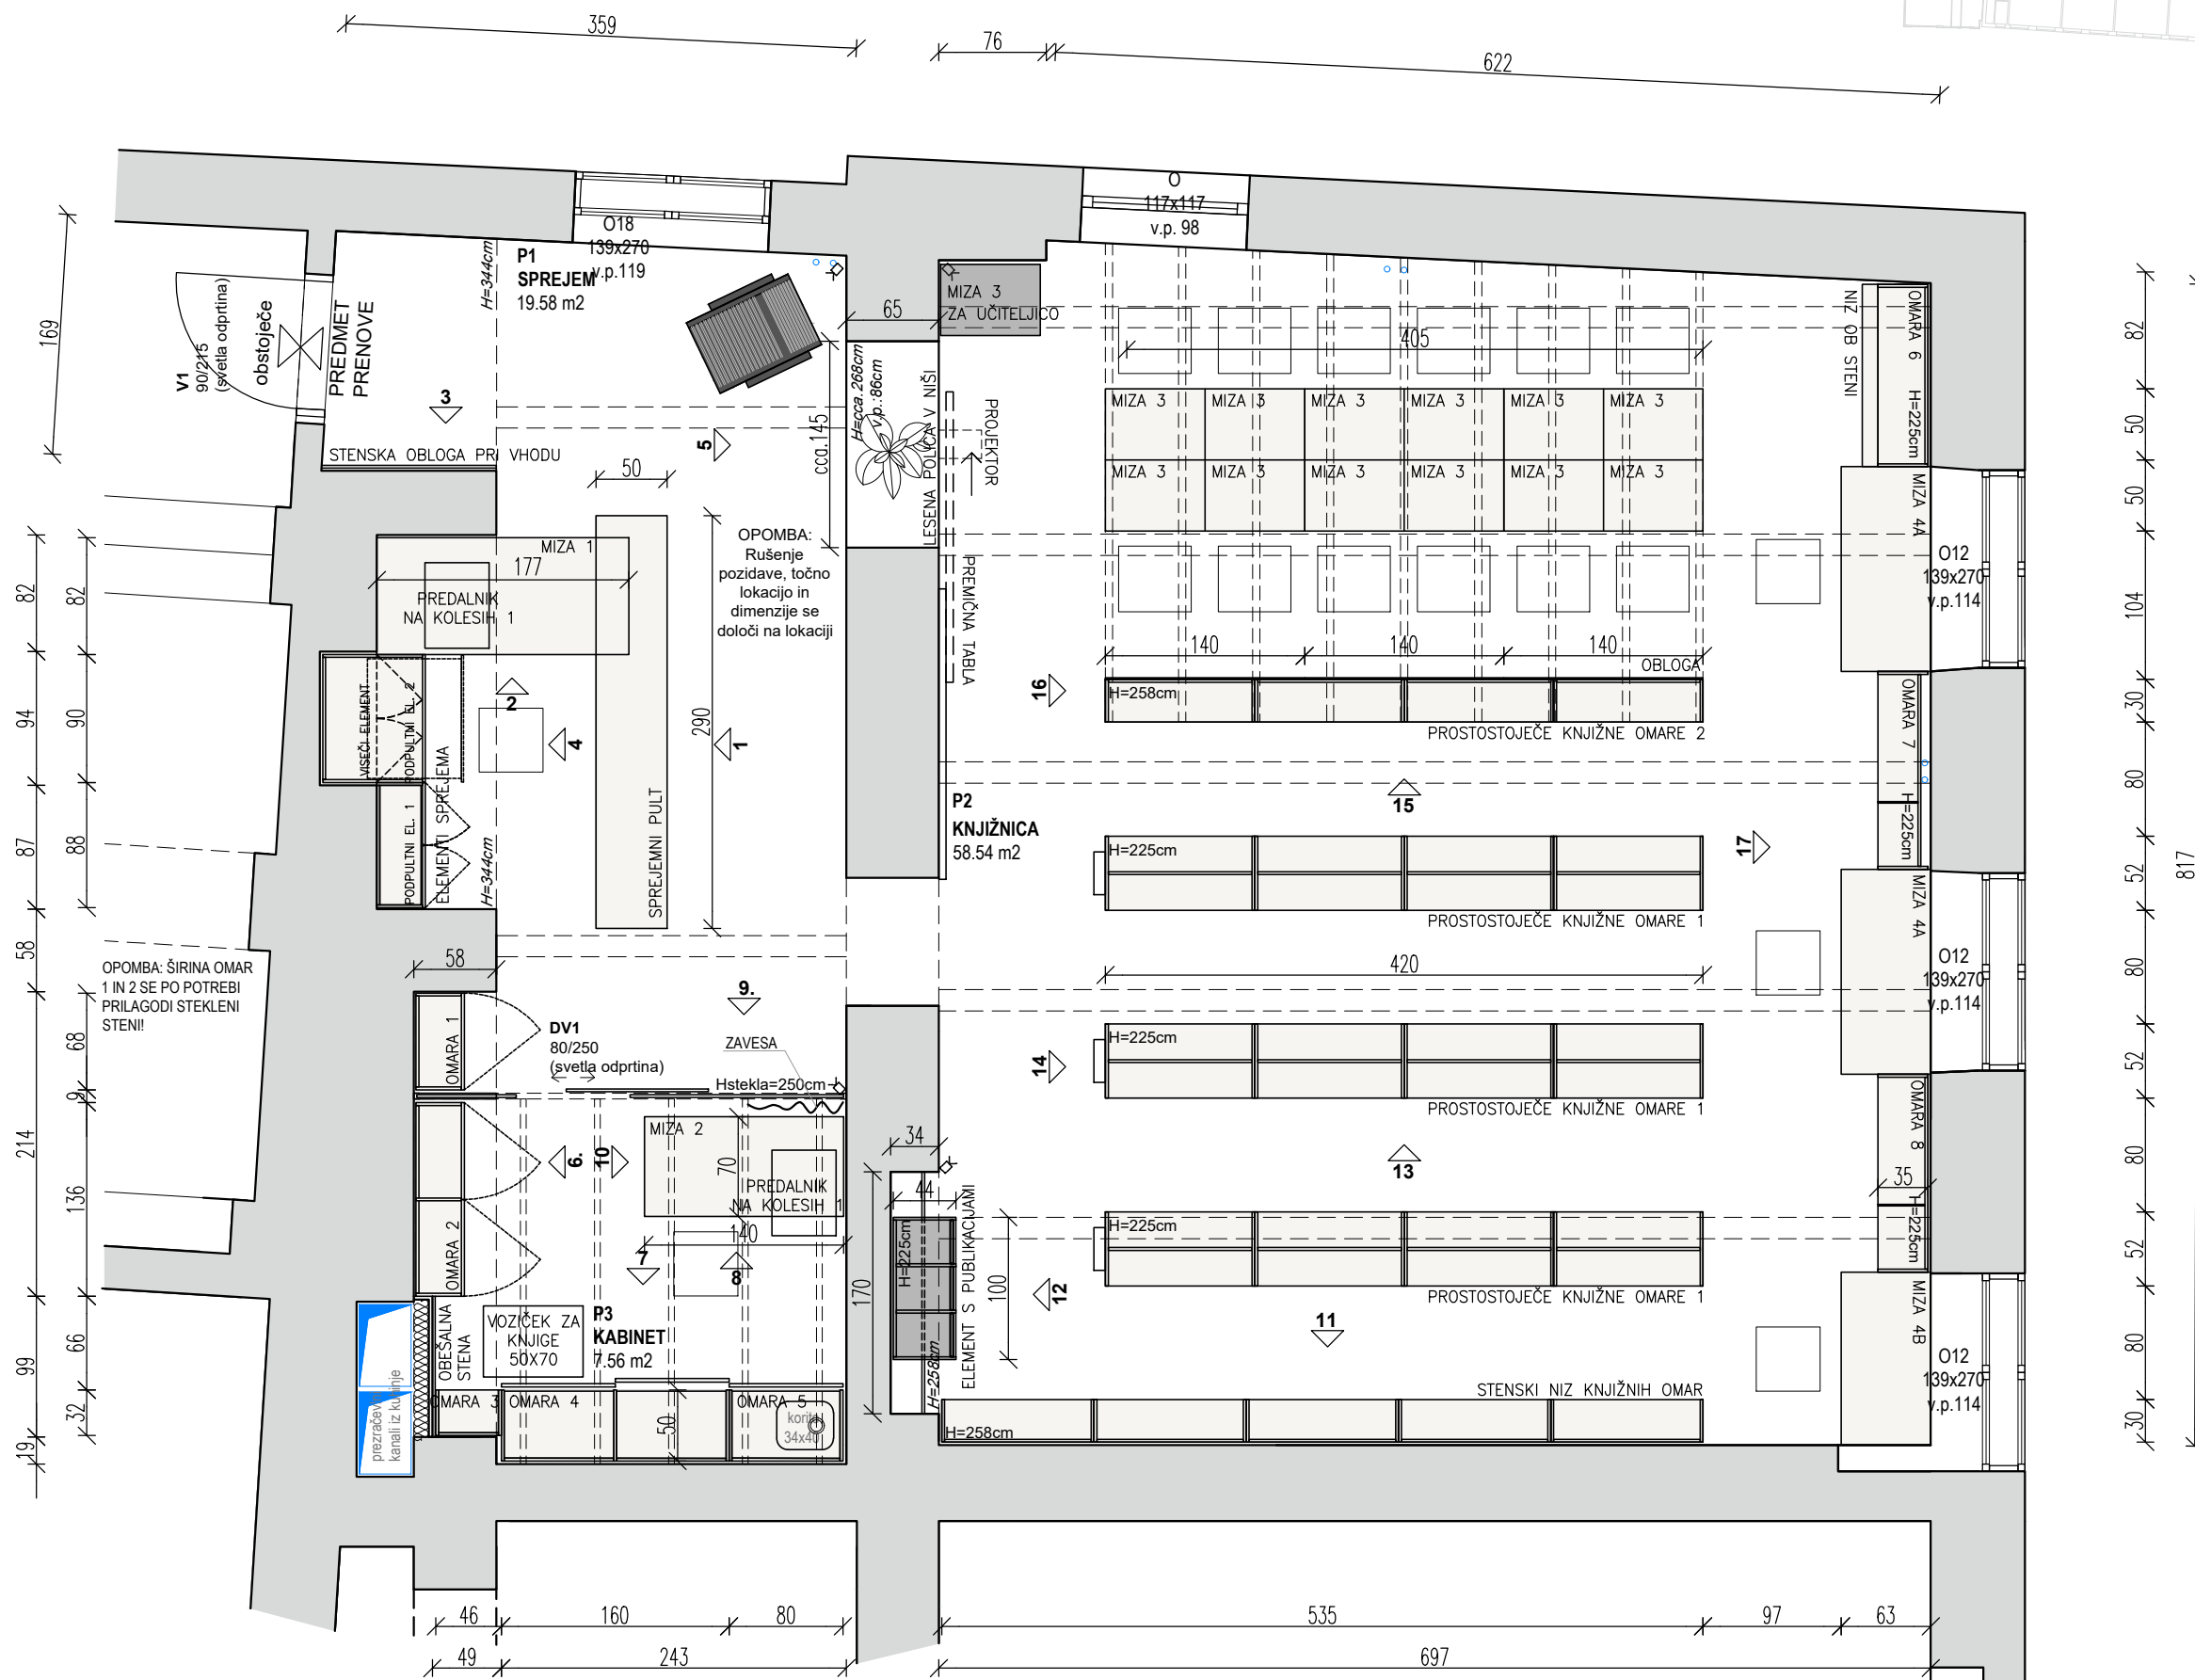 359
76
622
169
V1
90/215
(svetla odprtina)
obstoječe
PREDMET
PRENOVE
H=344cm
P1
SPREJEM
19.58 m2
O18
139x270
v.p.119
O
117x117
v.p. 98
3
STENSKA OBLOGA PRI VHODU
5
50
65
cca.145
H=cca.268cm
v.p.:86cm
LESENA POLICA V NIŠI
MIZA 3
ZA UČITELJICO
PROJEKTOR
PREMIČNA TABLA
405
MIZA 3
MIZA 3
MIZA 3
MIZA 3
MIZA 3
MIZA 3
MIZA 3
MIZA 3
MIZA 3
MIZA 3
MIZA 3
MIZA 3
NIZ OB STENI
OMARA 6
H=225cm
MIZA 4A
O12
139x270
v.p.114
140
140
140
OBLOGA
16
H=258cm
PROSTOSTOJEČE KNJIŽNE OMARE 2
OMARA 7
H=225cm
15
17
MIZA 1
177
PREDALNIK
NA KOLESIH 1
OPOMBA:
Rušenje
pozidave, točno
lokacijo in
dimenzije se
določi na lokaciji
290
2
4
1
VISEČI ELEMENT
PODPULTNI EL. 2
PODPULTNI EL. 1
ELEMENTI SPREJEMA
H=344cm
SPREJEMNI PULT
P2
KNJIŽNICA
58.54 m2
H=225cm
PROSTOSTOJEČE KNJIŽNE OMARE 1
MIZA 4A
O12
139x270
v.p.114
420
58
OPOMBA: ŠIRINA OMAR
1 IN 2 SE PO POTREBI
PRILAGODI STEKLENI
STENI!
OMARA 1
DV1
80/250
(svetla odprtina)
9.
ZAVESA
Hstekla=250cm
14
H=225cm
PROSTOSTOJEČE KNJIŽNE OMARE 1
OMARA 8
35
H=225cm
13
MIZA 2
70
PREDALNIK
NA KOLESIH 1
140
6.
10
7
8
OMARA 2
34
44
H=225cm
170
100
H=258cm
ELEMENT S PUBLIKACIJAMI
12
H=225cm
PROSTOSTOJEČE KNJIŽNE OMARE 1
11
MIZA 4B
O12
139x270
v.p.114
OBEŠALNA
STENA
VOZIČEK ZA
KNJIGE
50X70
P3
KABINET
7.56 m2
prezračevalni
kanali iz kuhinje
OMARA 3
OMARA 4
50
OMARA 5
korito
34x40
STENSKI NIZ KNJIŽNIH OMAR
H=258cm
82
94
87
58
214
99
19
82
90
88
68
9
136
66
32
82
50
50
104
30
80
52
80
52
80
52
80
30
817
46
160
80
535
97
63
49
243
697